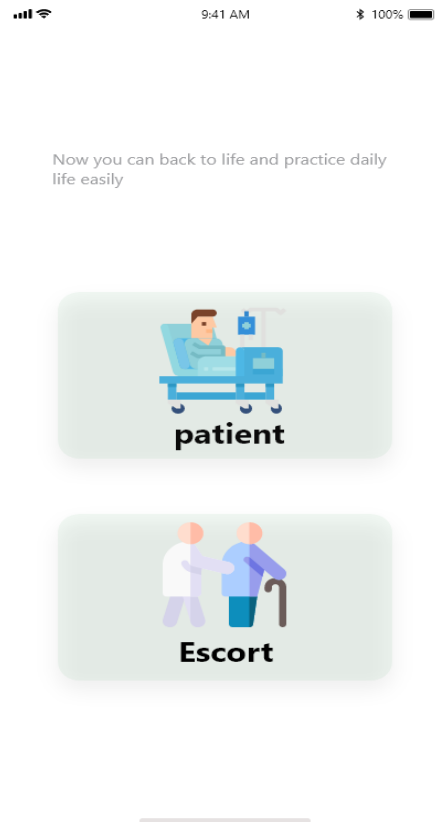 9:41 AM 100%
Now you can back to life and practice daily
life easily
patient
Escort